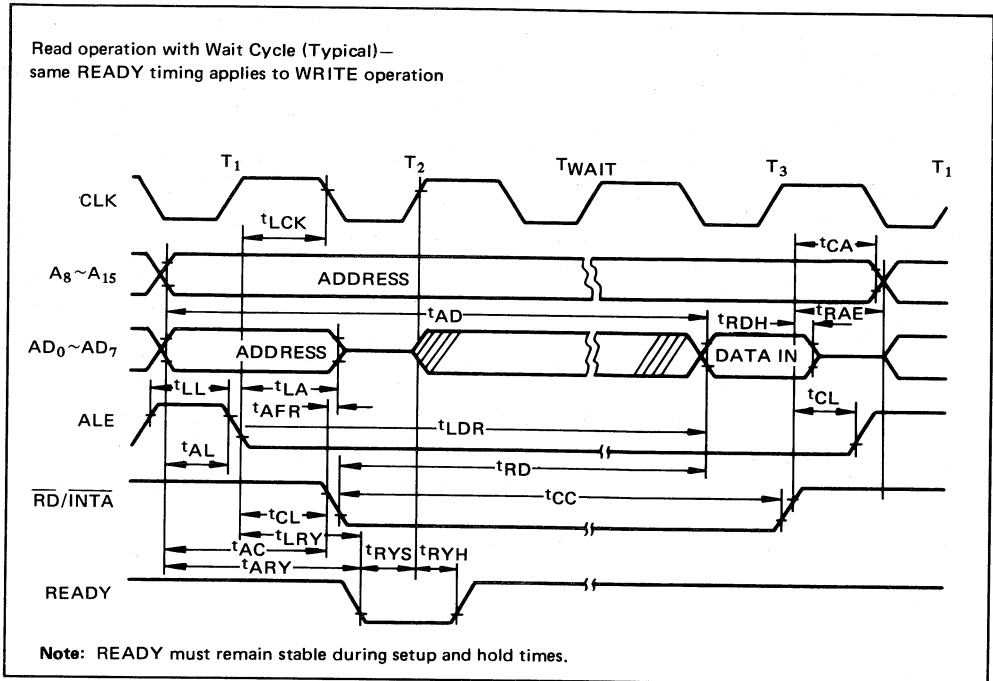 Read operation with Wait Cycle (Typical)—
same READY timing applies to WRITE operation
T1 T2 TWAIT T3 T1
CLK
tLCK
tCA
A8~A15 ADDRESS
tAD
tRDH tRAE
AD0~AD7 ADDRESS DATA IN
tLL tLA
tAFR tCL
ALE tLDR
tAL
tRD
RD/INTA tCC
tCL
tLRY
tAC tRYS tRYH
tARY
READY
Note: READY must remain stable during setup and hold times.